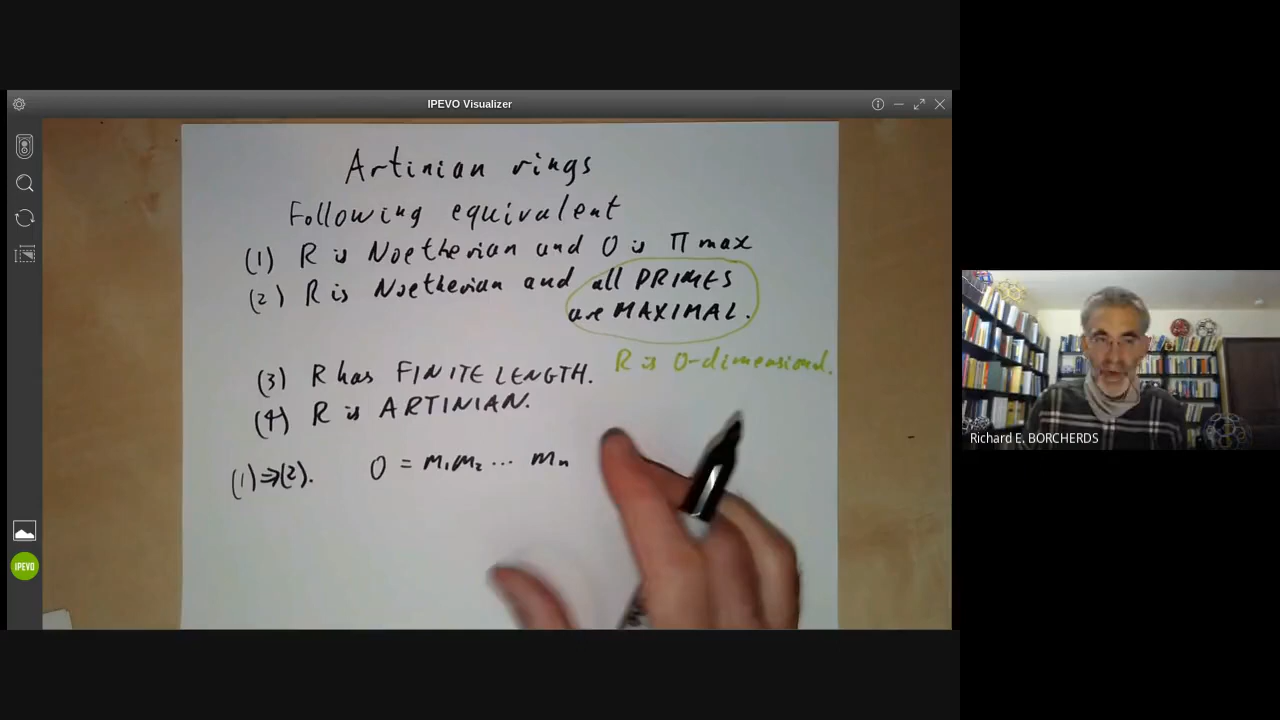 IPEVO Visualizer
Artinian rings
Following equivalent
(1) R is Noetherian and 0 is Π max
(2) R is Noetherian and all PRIMES
are MAXIMAL.
R is 0-dimensional.
(3) R has FINITE LENGTH.
(4) R is ARTINIAN.
(1)⇒(2). 0 = m₁m₂ ... mₙ
Richard E. BORCHERDS
IPEVO